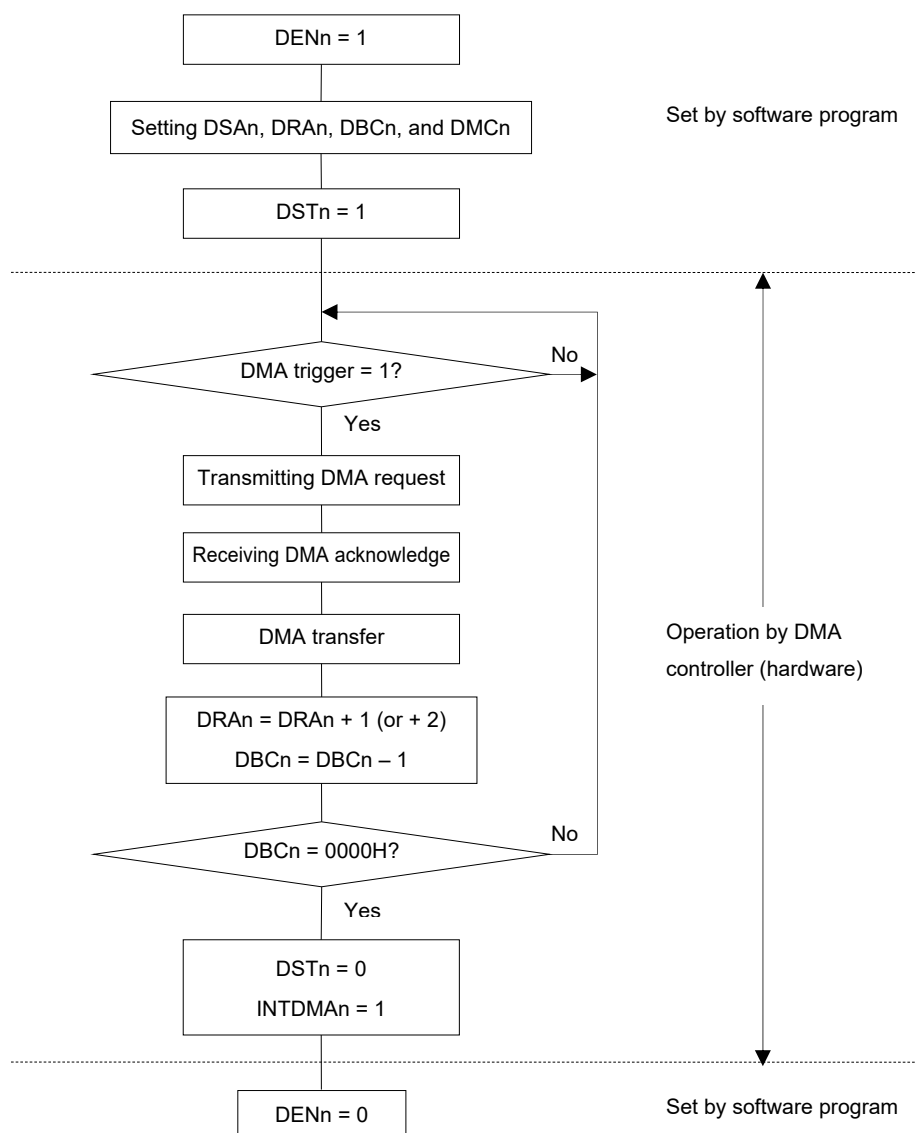 DENn = 1
Setting DSAn, DRAn, DBCn, and DMCn
Set by software program
DSTn = 1
DMA trigger = 1?
No
Yes
Transmitting DMA request
Receiving DMA acknowledge
DMA transfer
Operation by DMA
controller (hardware)
DRAn = DRAn + 1 (or + 2)
DBCn = DBCn – 1
DBCn = 0000H?
No
Yes
DSTn = 0
INTDMAn = 1
DENn = 0
Set by software program